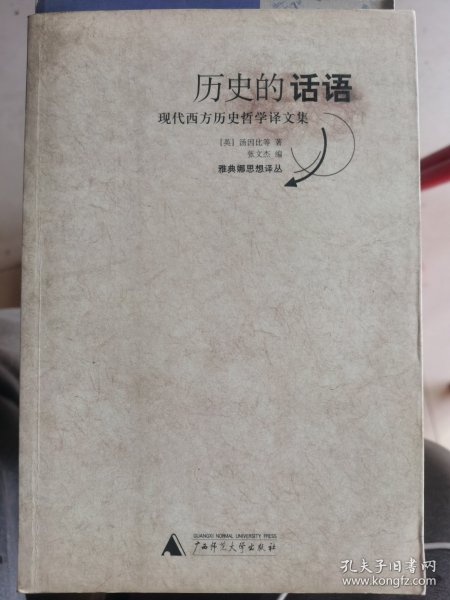 历史的话语
现代西方历史哲学译文集
[英] 汤因比等 著
张文杰 编
雅典娜思想译丛
GUANGXI NORMAL UNIVERSITY PRESS
广西师范大学出版社
孔夫子旧书网
www.kongfz.com